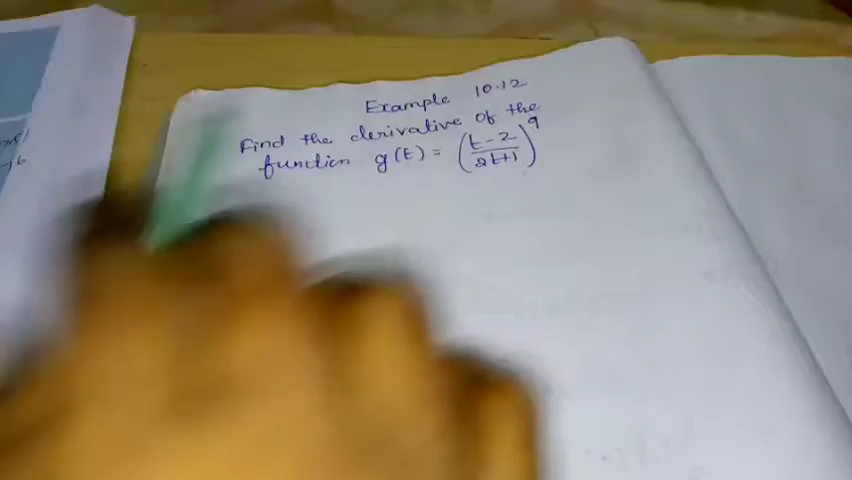 Example 10.12
Find the derivative of the
function g(t) = ((t-2)/(2t+1))^9